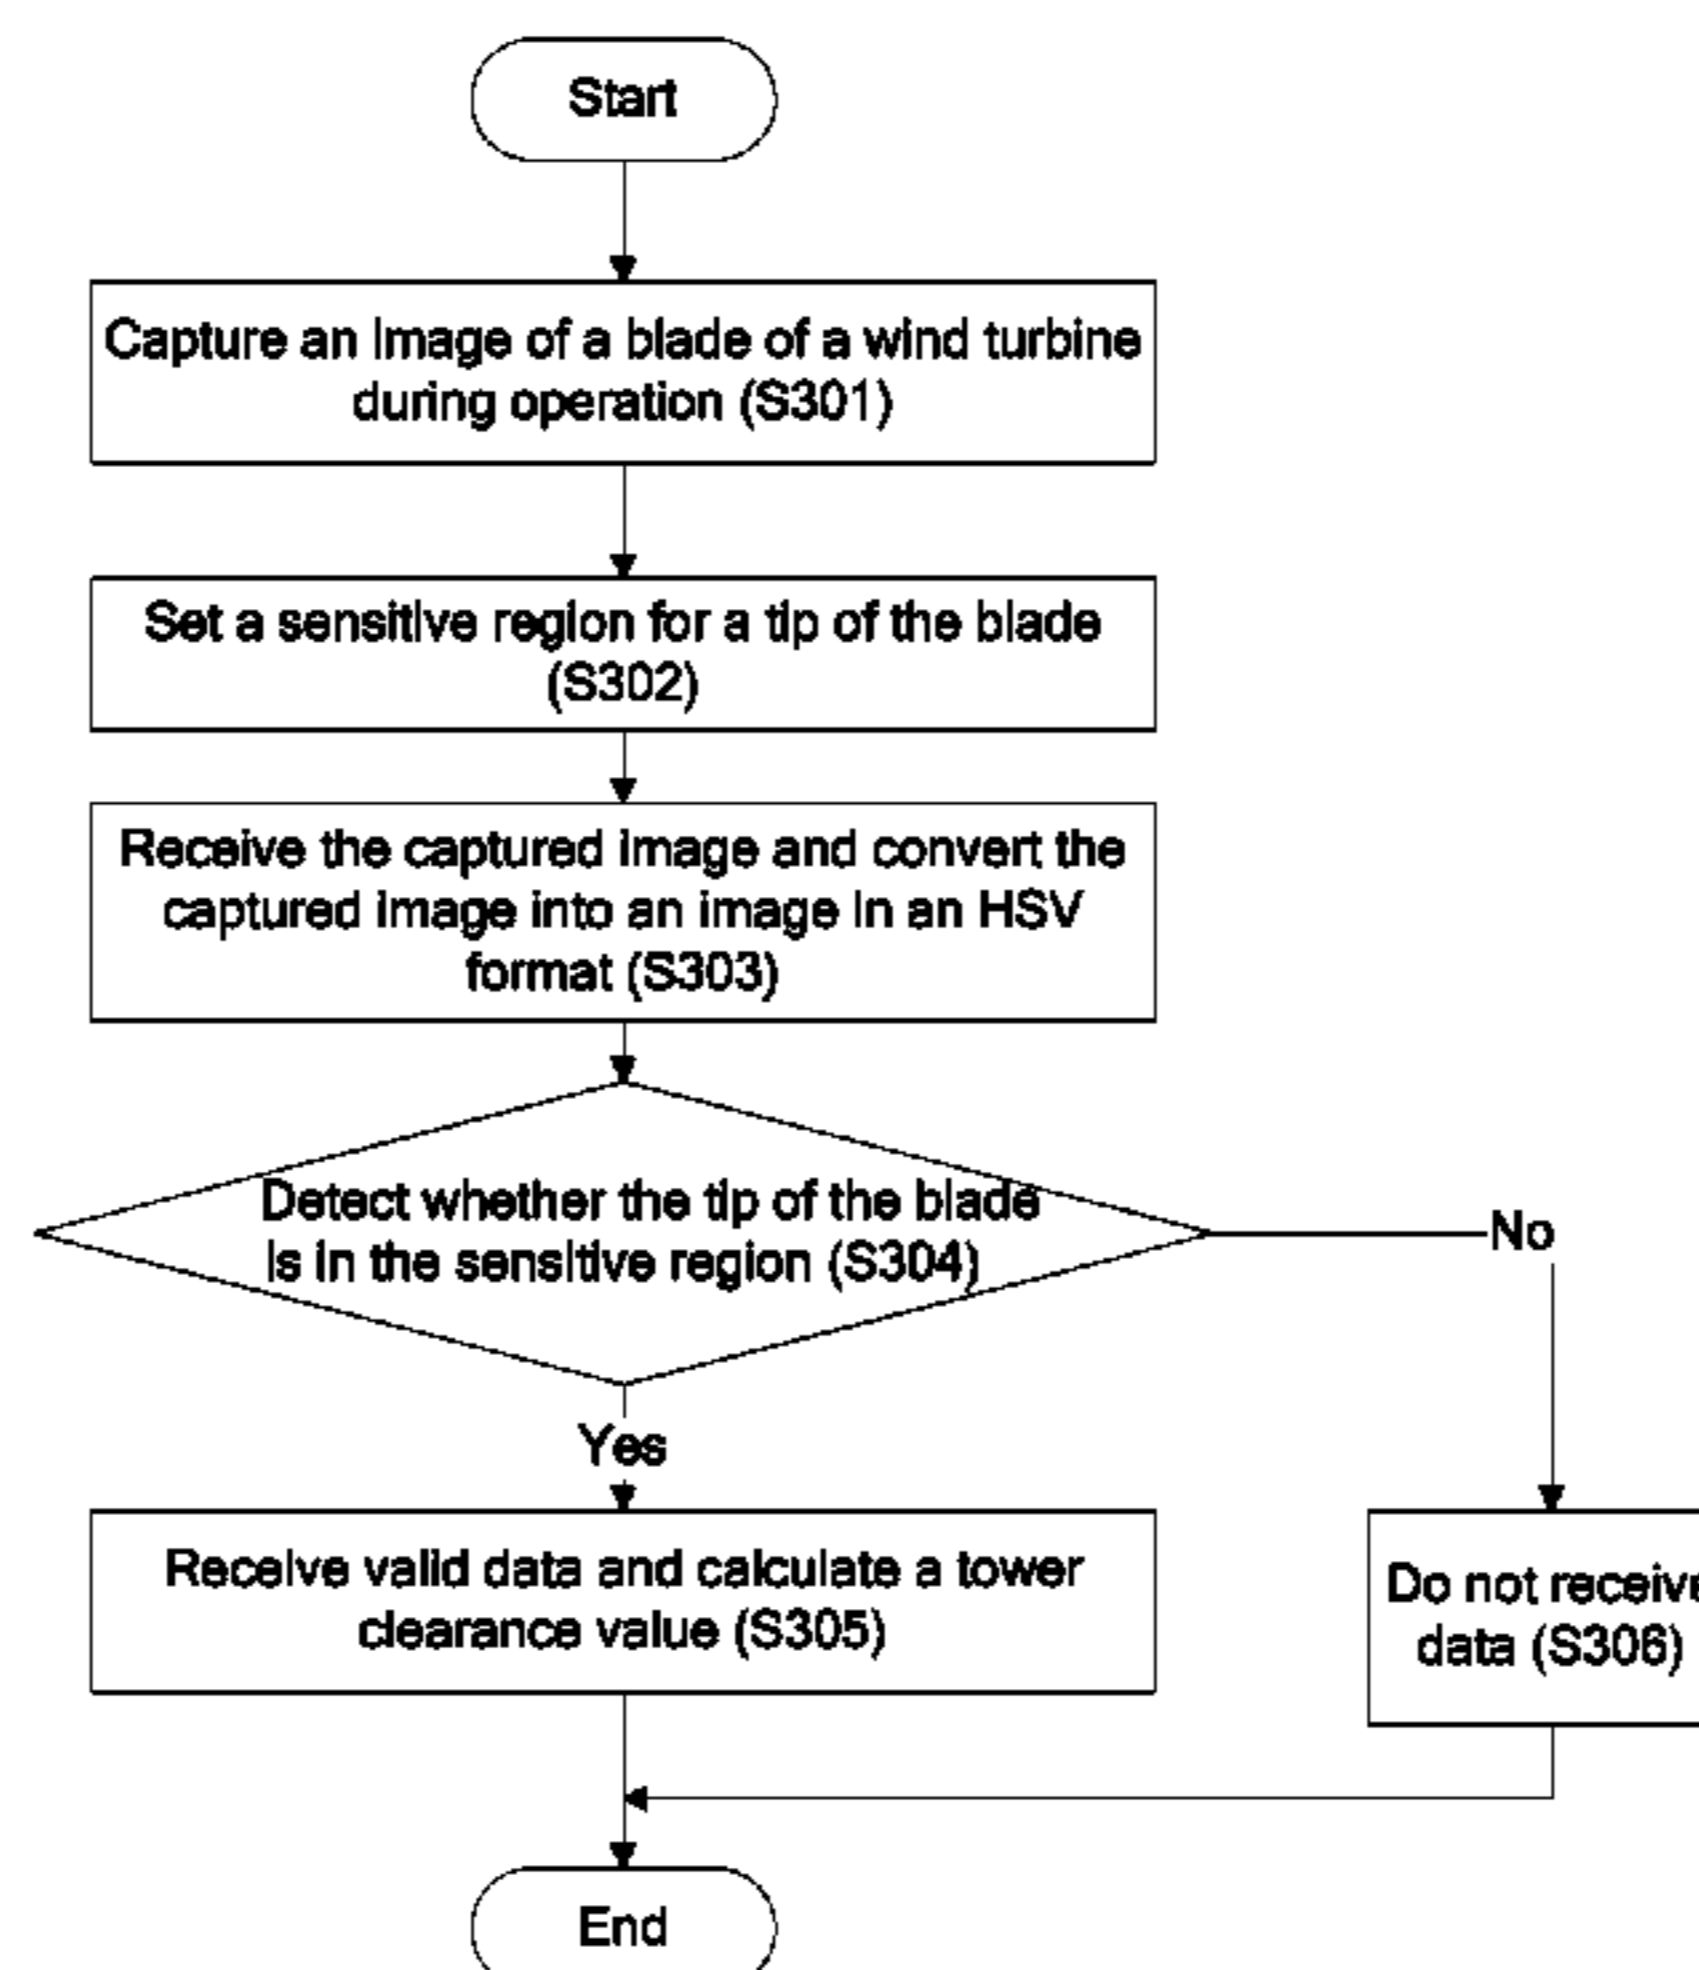 Start
Capture an image of a blade of a wind turbine
during operation (S301)
Set a sensitive region for a tip of the blade
(S302)
Receive the captured image and convert the
captured image into an image in an HSV
format (S303)
Detect whether the tip of the blade
is in the sensitive region (S304)
No
Yes
Receive valid data and calculate a tower
clearance value (S305)
Do not receive
data (S306)
End